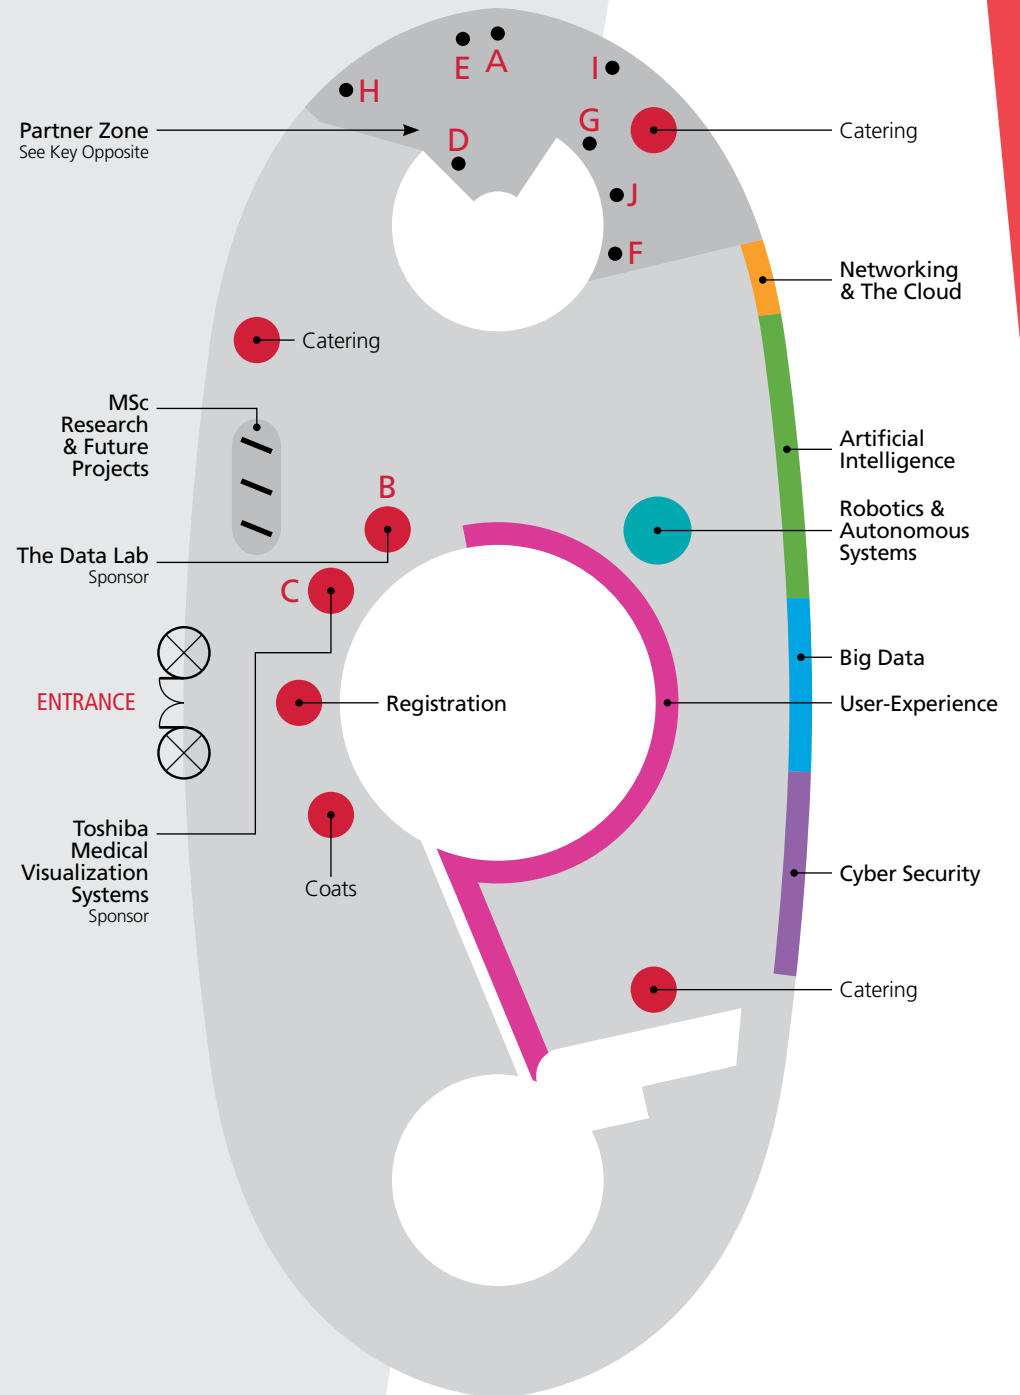 E
A
I
H
G
Partner Zone
See Key Opposite
D
Catering
J
F
Networking
& The Cloud
Catering
MSc
Research
& Future
Projects
Artificial
Intelligence
B
Robotics &
Autonomous
Systems
The Data Lab
Sponsor
C
Big Data
ENTRANCE
Registration
User-Experience
Toshiba
Medical
Visualization
Systems
Sponsor
Coats
Cyber Security
Catering